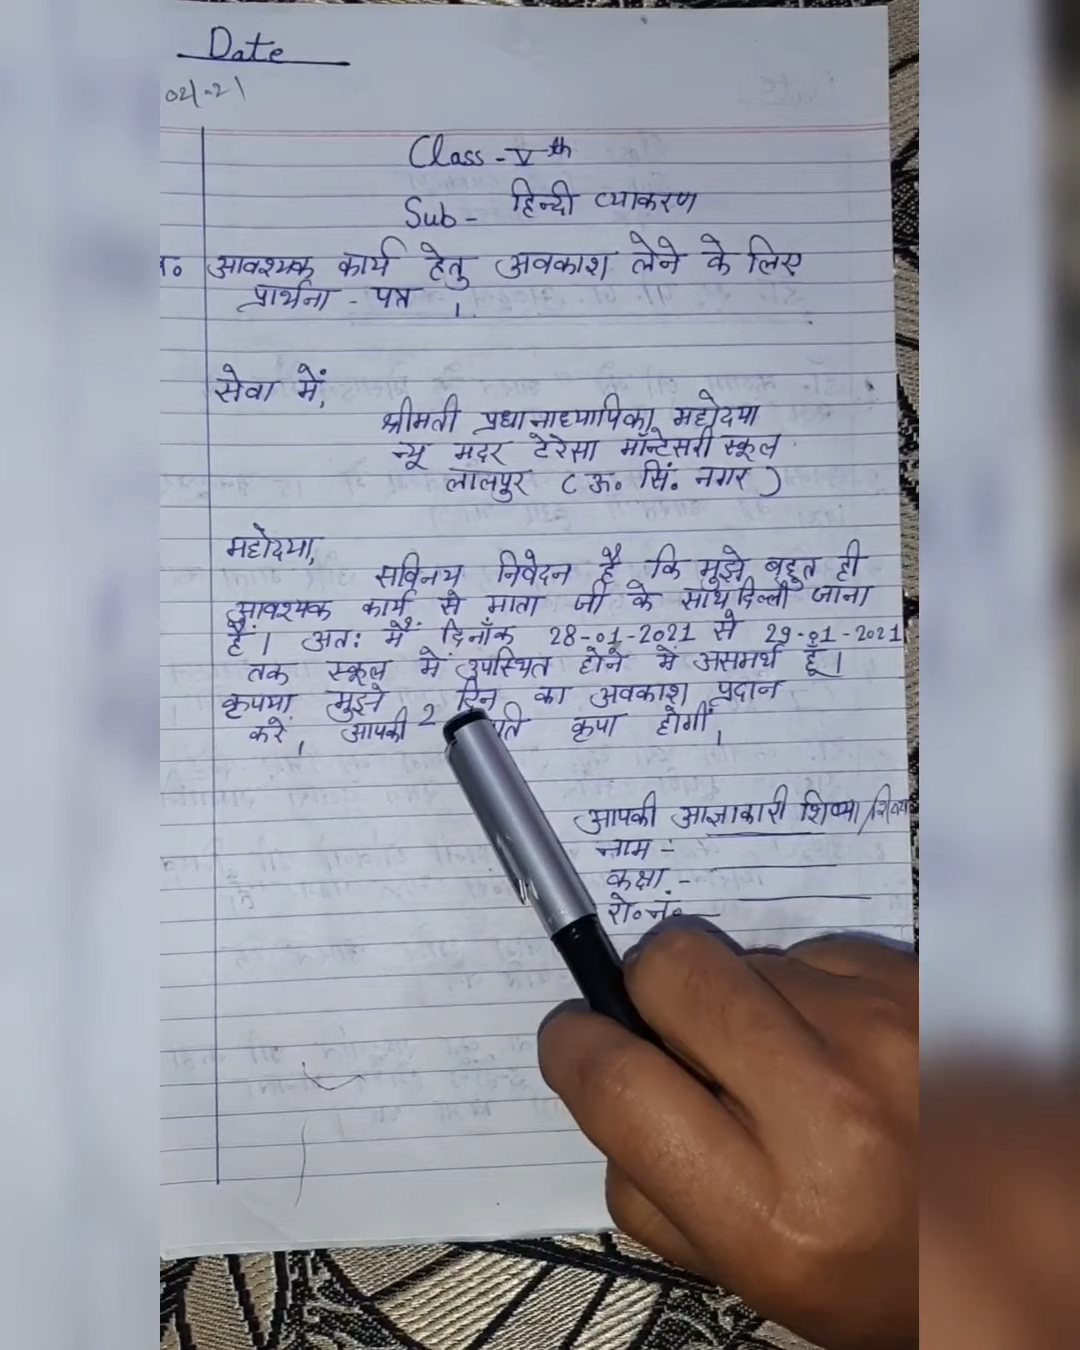 Date
02/-21
Class - Vth
Sub - हिन्दी व्याकरण
आवश्यक कार्य हेतु अवकाश लेने के लिए
प्रार्थना - पत्र ।
सेवा में,
श्रीमती प्रधानाध्यापिका महोदया
न्यू मदर टेरेसा मॉन्टेसरी स्कूल
लालपुर (ऊ. सिं. नगर)
महोदया,
सविनय निवेदन है कि मुझे बहुत ही
आवश्यक कार्य से माता जी के साथ दिल्ली जाना
है। अतः मैं दिनाँक 28-01-2021 से 29-01-2021
तक स्कूल में उपस्थित होने में असमर्थ हूँ।
कृपया मुझे 2 दिन का अवकाश प्रदान
करें, आपकी कृपा होगी,
आपकी आज्ञाकारी शिष्या/शिष्य
नाम :-
कक्षा -
रो. नं. -